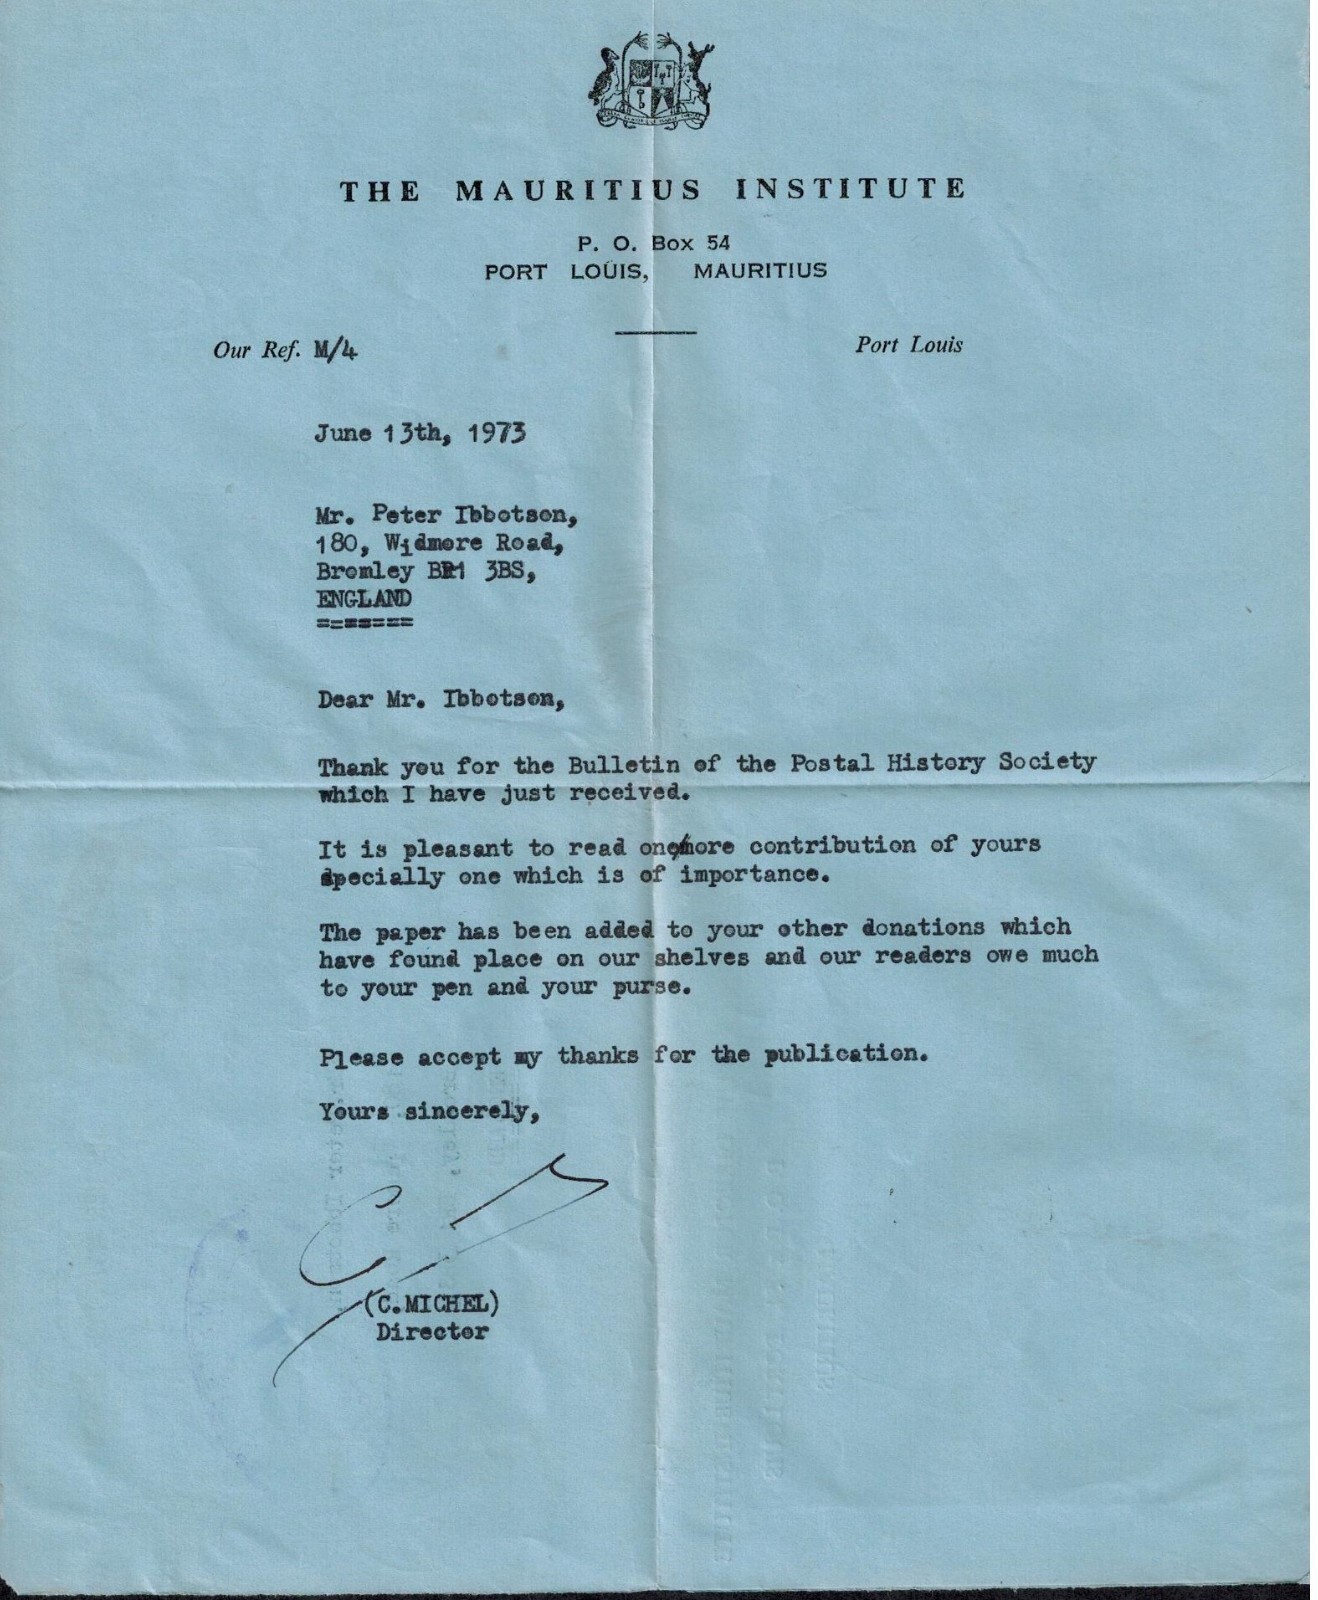 THE MAURITIUS INSTITUTE
P. O. Box 54
PORT LOUIS, MAURITIUS
Our Ref. M/4
Port Louis
June 13th, 1973
Mr. Peter Ibbotson,
180, Widmore Road,
Bromley BR1 3BS,
ENGLAND
=======
Dear Mr. Ibbotson,
Thank you for the Bulletin of the Postal History Society
which I have just received.
It is pleasant to read one/more contribution of yours
specially one which is of importance.
The paper has been added to your other donations which
have found place on our shelves and our readers owe much
to your pen and your purse.
Please accept my thanks for the publication.
Yours sincerely,
(C.MICHEL)
Director